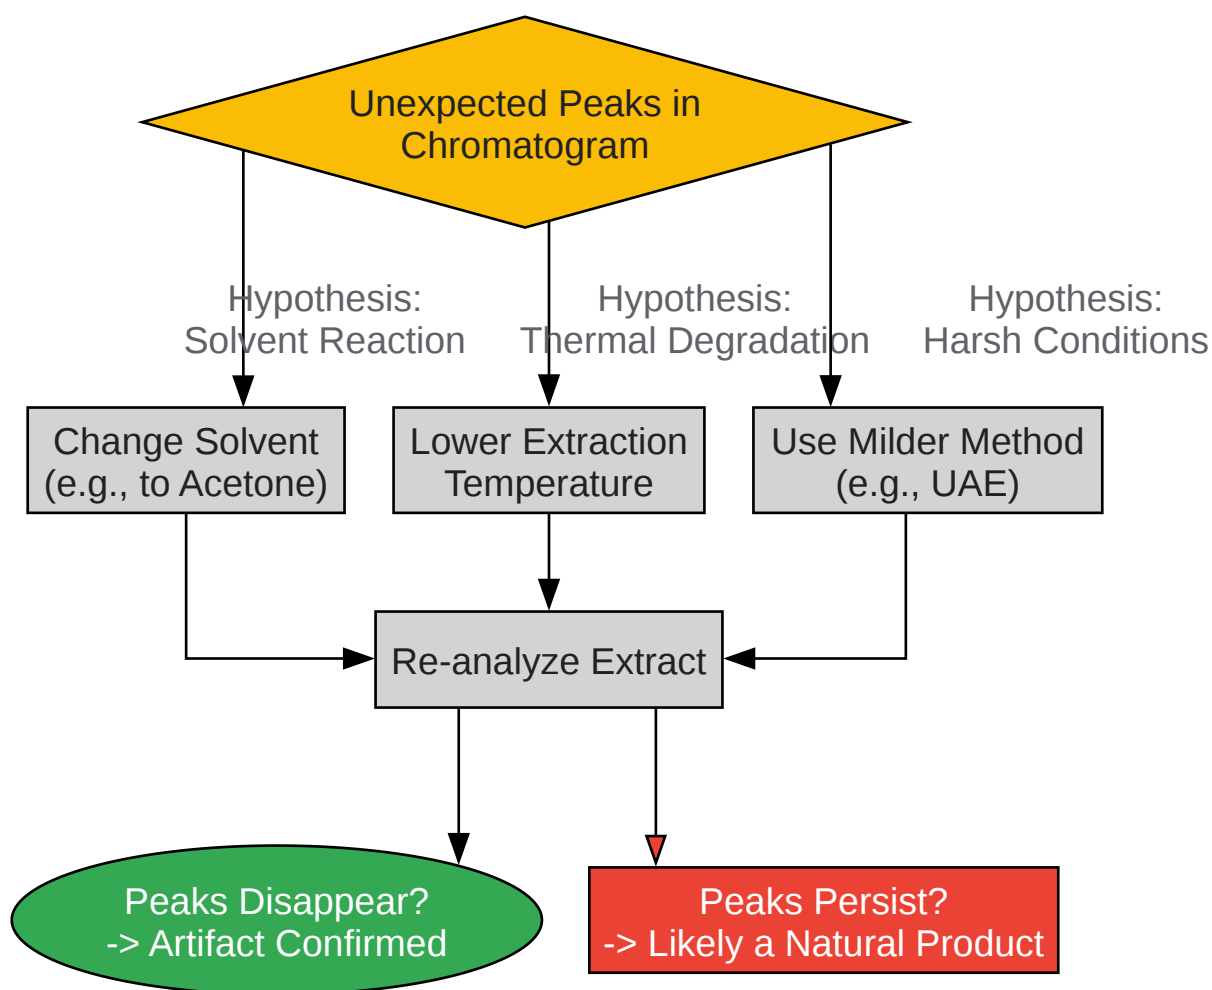 Unexpected Peaks in
Chromatogram
Hypothesis:
Solvent Reaction
Hypothesis:
Thermal Degradation
Hypothesis:
Harsh Conditions
Change Solvent
(e.g., to Acetone)
Lower Extraction
Temperature
Use Milder Method
(e.g., UAE)
Re-analyze Extract
Peaks Disappear?
-> Artifact Confirmed
Peaks Persist?
-> Likely a Natural Product